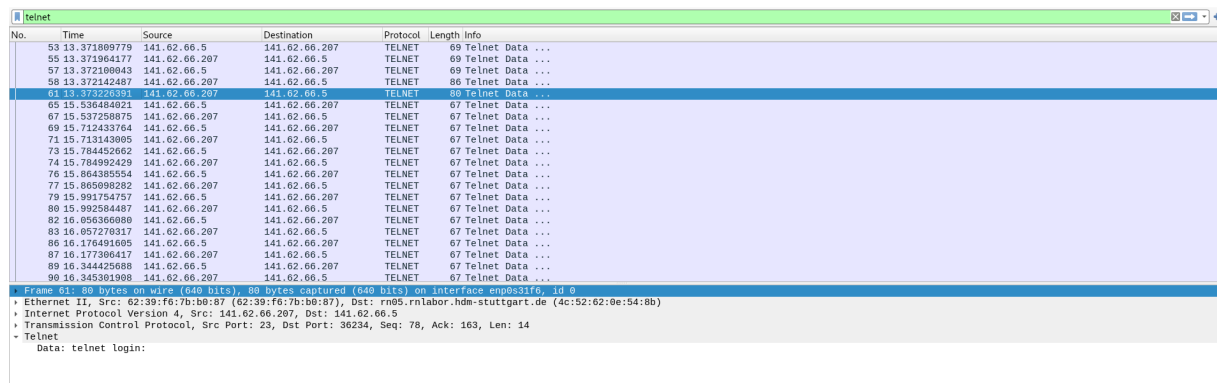 telnet
No. Time Source Destination Protocol Length Info
53 13.371809779 141.62.66.5 141.62.66.207 TELNET 69 Telnet Data ...
55 13.371964177 141.62.66.207 141.62.66.5 TELNET 69 Telnet Data ...
57 13.372100043 141.62.66.207 141.62.66.5 TELNET 69 Telnet Data ...
58 13.372142487 141.62.66.207 141.62.66.5 TELNET 86 Telnet Data ...
61 13.373226391 141.62.66.207 141.62.66.5 TELNET 80 Telnet Data ...
65 15.536484021 141.62.66.5 141.62.66.207 TELNET 67 Telnet Data ...
67 15.537258875 141.62.66.207 141.62.66.5 TELNET 67 Telnet Data ...
69 15.712433764 141.62.66.5 141.62.66.207 TELNET 67 Telnet Data ...
71 15.713143005 141.62.66.207 141.62.66.5 TELNET 67 Telnet Data ...
73 15.784452662 141.62.66.5 141.62.66.207 TELNET 67 Telnet Data ...
74 15.784992429 141.62.66.207 141.62.66.5 TELNET 67 Telnet Data ...
76 15.864385554 141.62.66.5 141.62.66.207 TELNET 67 Telnet Data ...
77 15.865098282 141.62.66.207 141.62.66.5 TELNET 67 Telnet Data ...
79 15.991754757 141.62.66.5 141.62.66.207 TELNET 67 Telnet Data ...
80 15.992584487 141.62.66.207 141.62.66.5 TELNET 67 Telnet Data ...
82 16.056366080 141.62.66.5 141.62.66.207 TELNET 67 Telnet Data ...
83 16.057270317 141.62.66.207 141.62.66.5 TELNET 67 Telnet Data ...
86 16.176491605 141.62.66.5 141.62.66.207 TELNET 67 Telnet Data ...
87 16.177306417 141.62.66.207 141.62.66.5 TELNET 67 Telnet Data ...
89 16.344425688 141.62.66.5 141.62.66.207 TELNET 67 Telnet Data ...
90 16.345301908 141.62.66.207 141.62.66.5 TELNET 67 Telnet Data ...
Frame 61: 80 bytes on wire (640 bits), 80 bytes captured (640 bits) on interface enp0s31f6, id 0
Ethernet II, Src: 62:39:f6:7b:b0:87 (62:39:f6:7b:b0:87), Dst: rn05.rnlabor.hdm-stuttgart.de (4c:52:62:0e:54:8b)
Internet Protocol Version 4, Src: 141.62.66.207, Dst: 141.62.66.5
Transmission Control Protocol, Src Port: 23, Dst Port: 36234, Seq: 78, Ack: 163, Len: 14
Telnet
Data: telnet login: